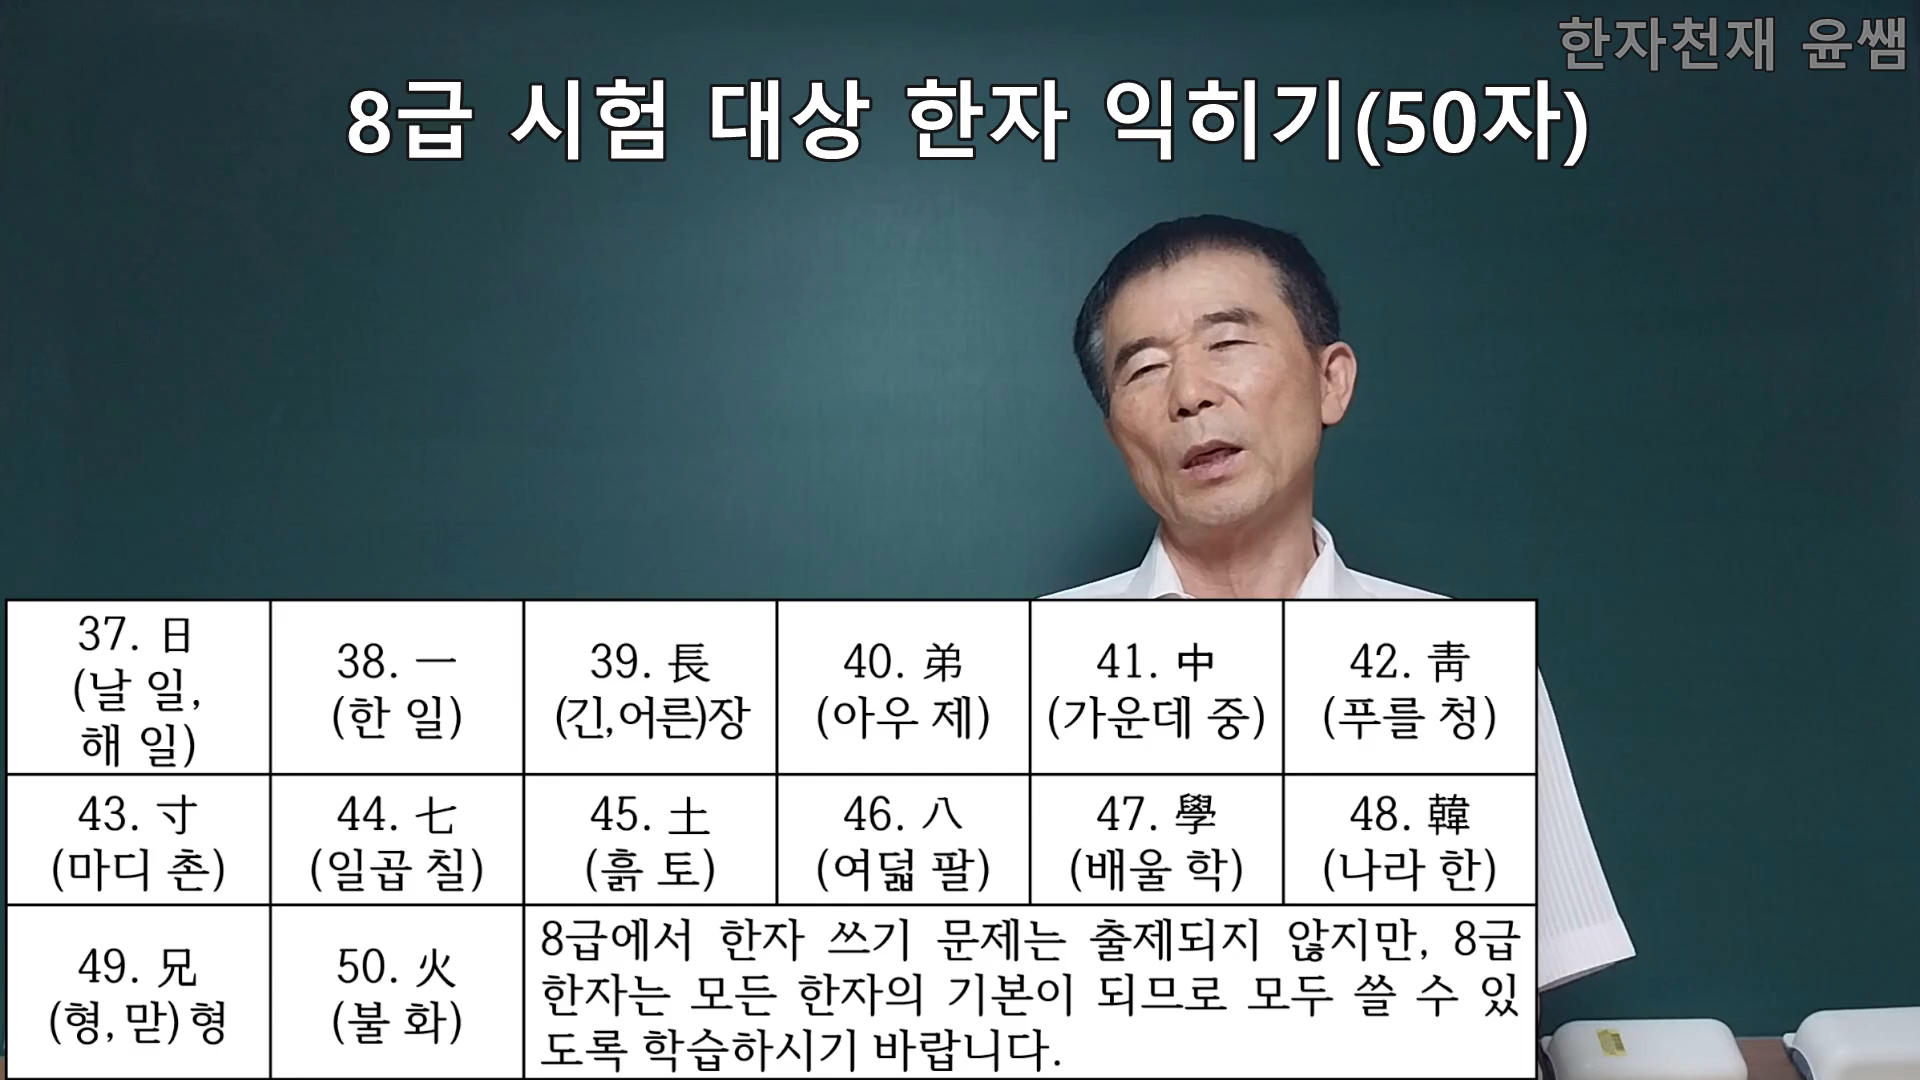 한자천재 윤쌤
8급 시험 대상 한자 익히기(50자)
37. 日
(날 일,
해 일)
38. 一
(한 일)
39. 長
(긴,어른)장
40. 弟
(아우 제)
41. 中
(가운데 중)
42. 靑
(푸를 청)
43. 寸
(마디 촌)
44. 七
(일곱 칠)
45. 土
(흙 토)
46. 八
(여덟 팔)
47. 學
(배울 학)
48. 韓
(나라 한)
49. 兄
(형, 맏) 형
50. 火
(불 화)
8급에서 한자 쓰기 문제는 출제되지 않지만, 8급
한자는 모든 한자의 기본이 되므로 모두 쓸 수 있
도록 학습하시기 바랍니다.